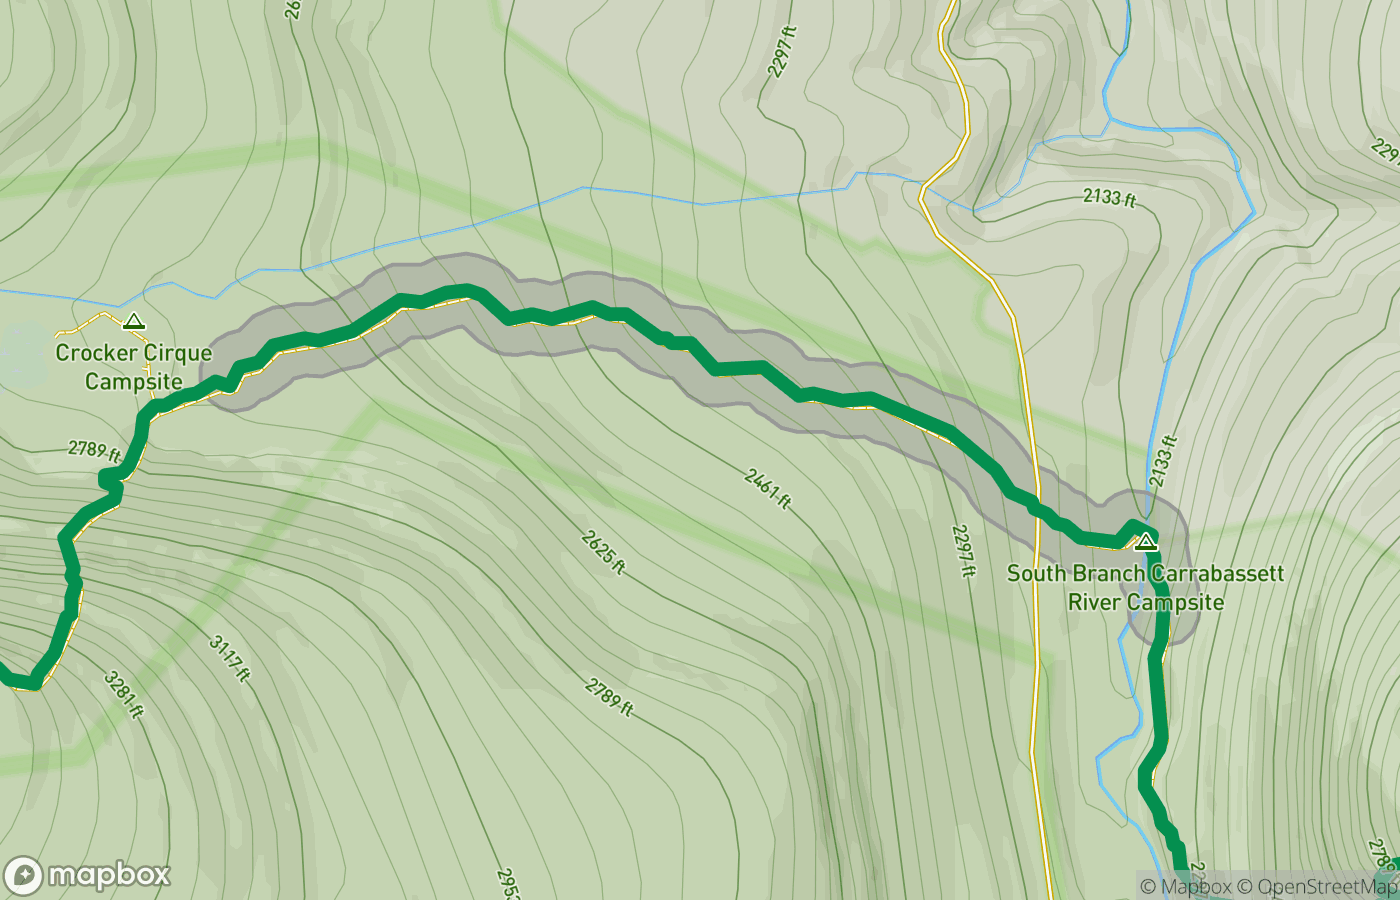 2297 ft
2133 ft
Crocker Cirque
Campsite
2789 ft
2133 ft
2461 ft
2297 ft
2625 ft
South Branch Carrabassett
River Campsite
3117 ft
3281 ft
2789 ft
mapbox
© Mapbox © OpenStreetMap